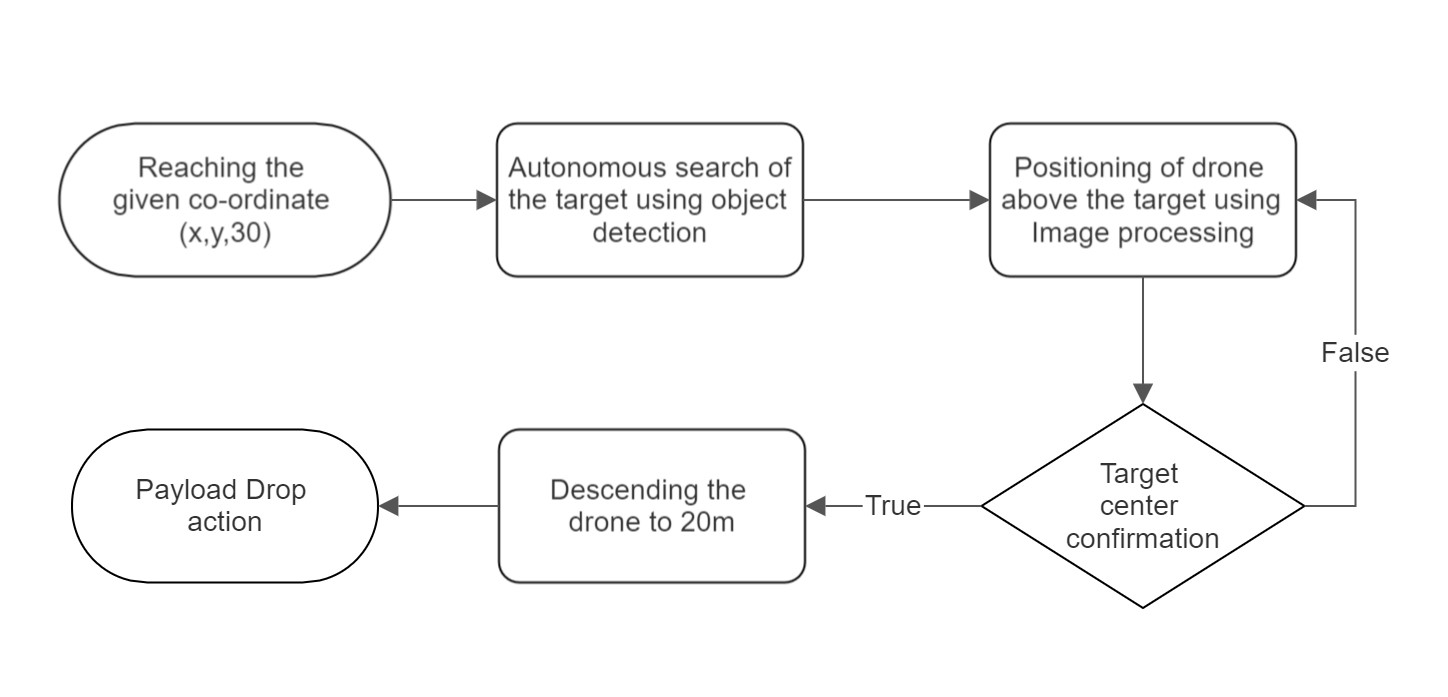 Reaching the
given co-ordinate
(x,y,30)
Autonomous search of
the target using object
detection
Positioning of drone
above the target using
Image processing
False
Target
center
confirmation
True
Descending the
drone to 20m
Payload Drop
action